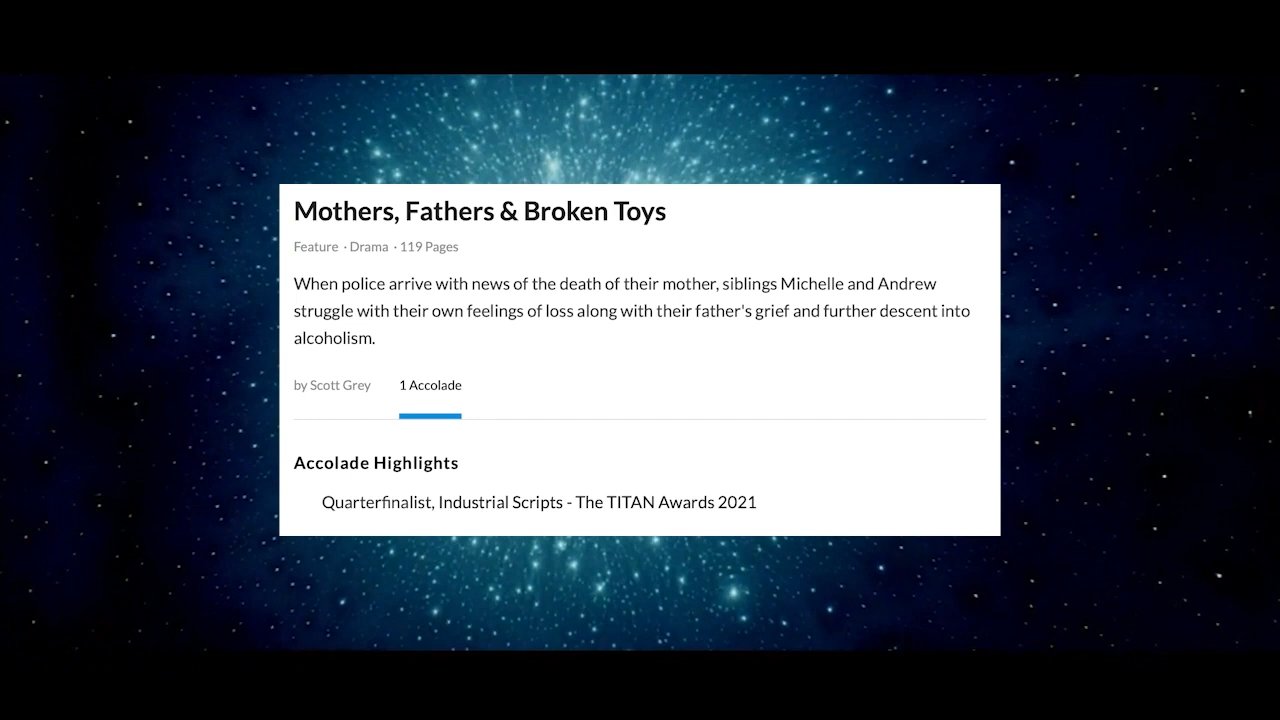 Mothers, Fathers & Broken Toys
Feature · Drama · 119 Pages
When police arrive with news of the death of their mother, siblings Michelle and Andrew
struggle with their own feelings of loss along with their father's grief and further descent into
alcoholism.
by Scott Grey 1 Accolade
Accolade Highlights
Quarterfinalist, Industrial Scripts - The TITAN Awards 2021